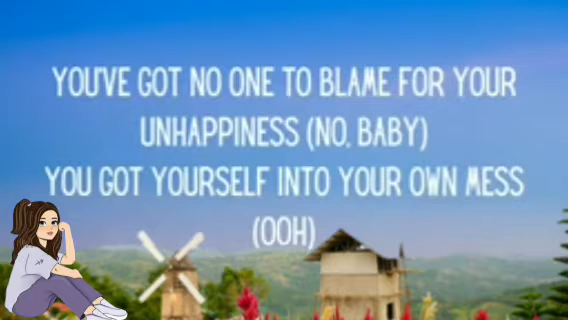 YOU'VE GOT NO ONE TO BLAME FOR YOUR
UNHAPPINESS (NO, BABY)
YOU GOT YOURSELF INTO YOUR OWN MESS
(OOH)